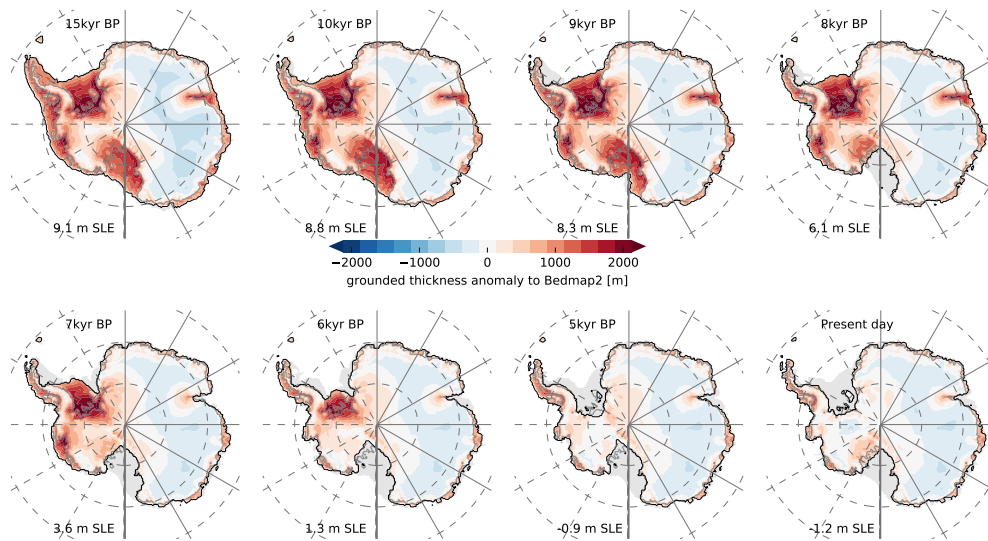 15kyr BP
10kyr BP
9kyr BP
8kyr BP
9.1 m SLE
8.8 m SLE
8.3 m SLE
6.1 m SLE
−2000 −1000 0 1000 2000
grounded thickness anomaly to Bedmap2 [m]
7kyr BP
6kyr BP
5kyr BP
Present day
3.6 m SLE
1.3 m SLE
-0.9 m SLE
-1.2 m SLE